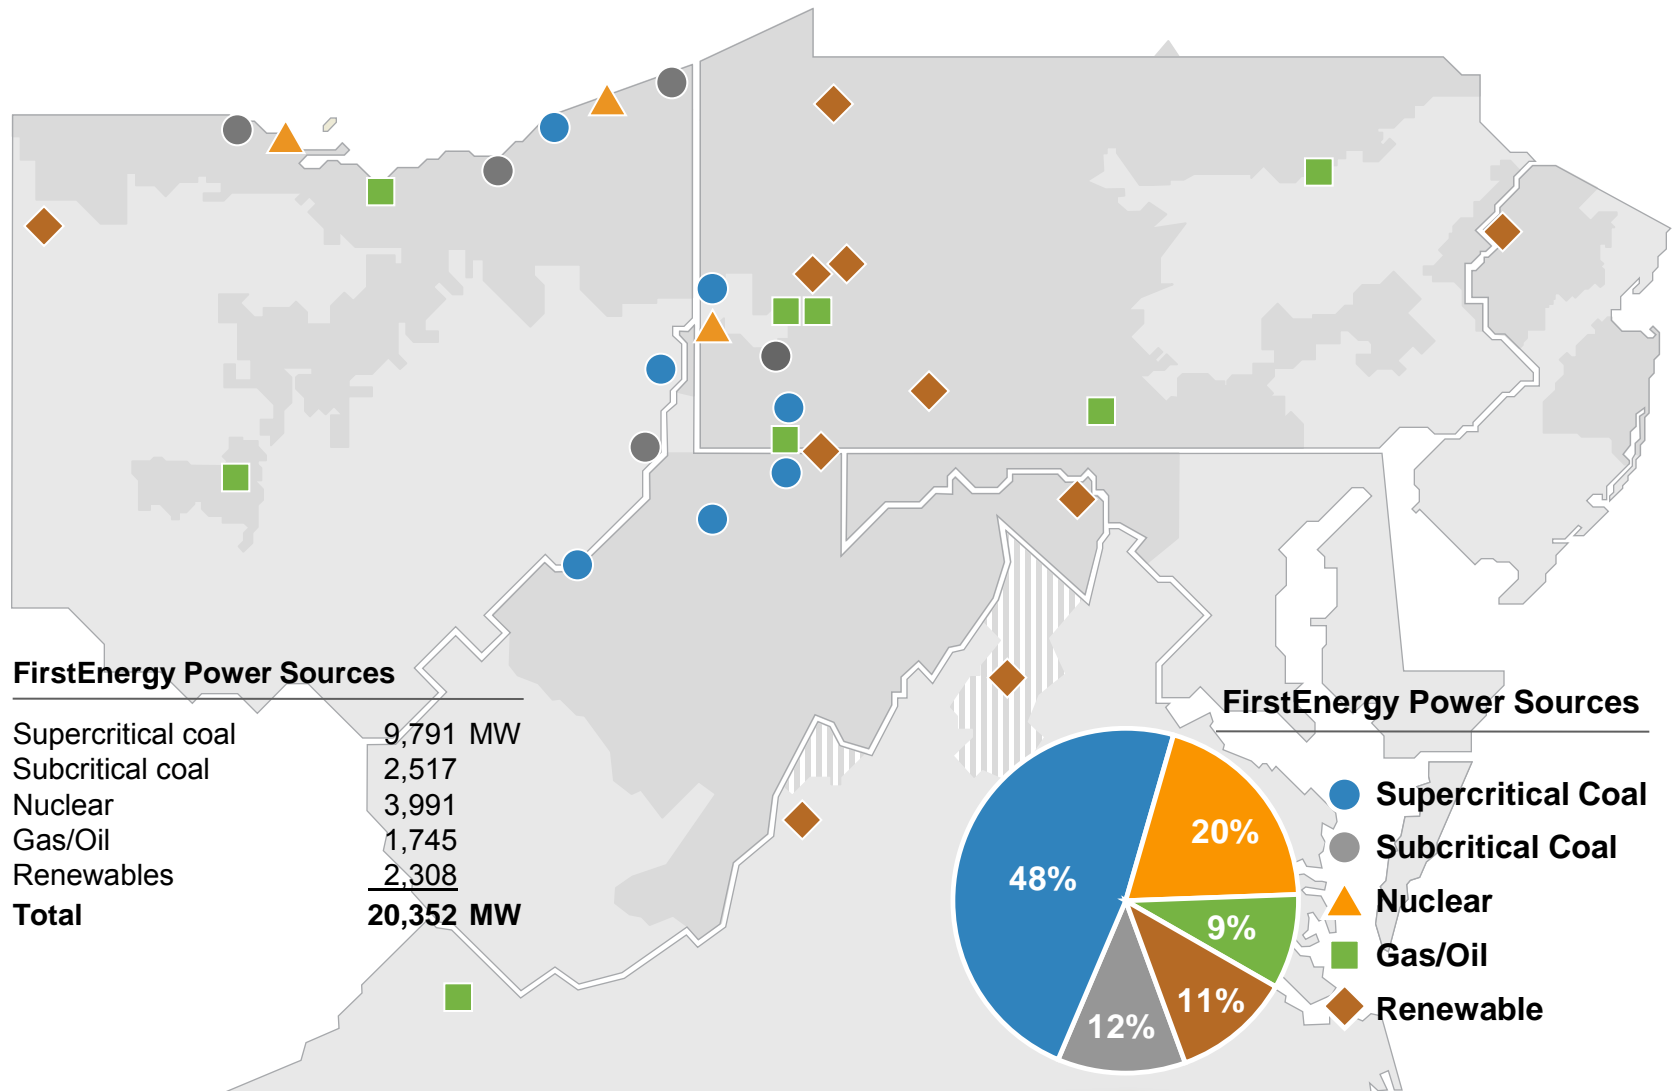 FirstEnergy Power Sources
Supercritical coal 9,791 MW
Subcritical coal 2,517
Nuclear 3,991
Gas/Oil 1,745
Renewables 2,308
Total 20,352 MW
FirstEnergy Power Sources
48%
20%
9%
11%
12%
Supercritical Coal
Subcritical Coal
Nuclear
Gas/Oil
Renewable